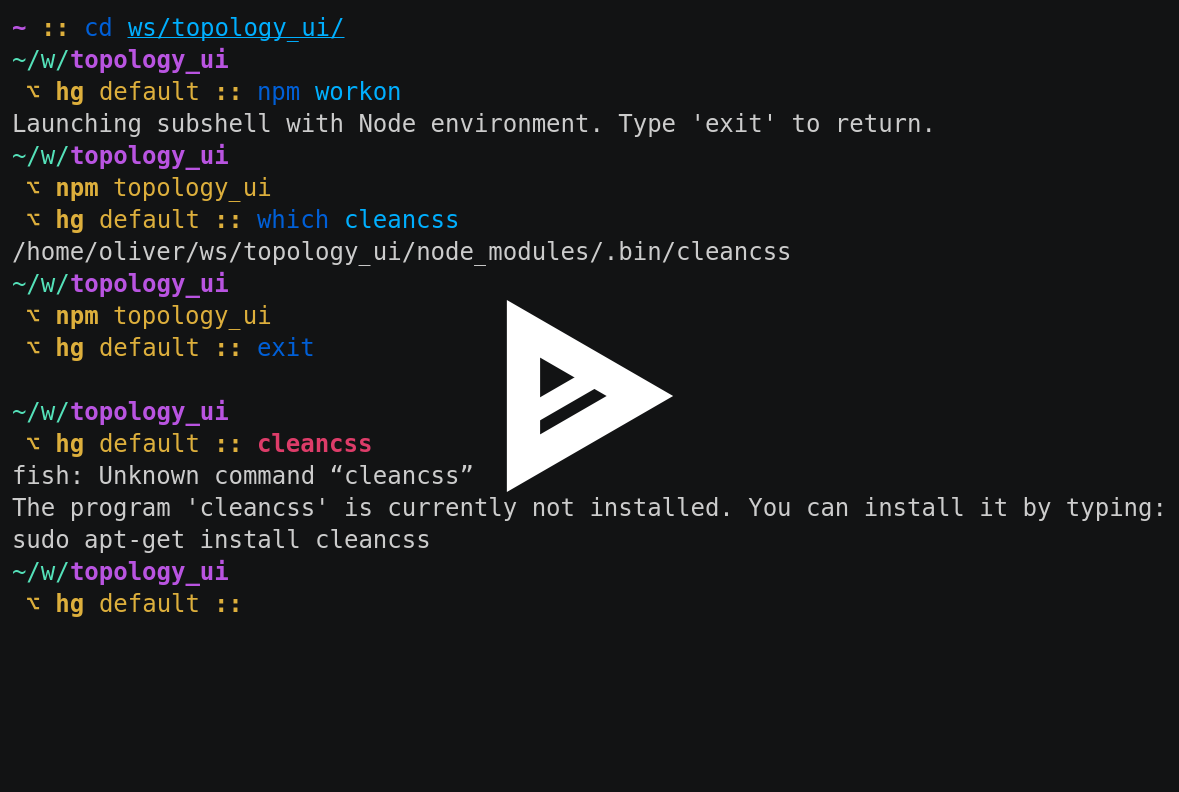 ~ :: cd ws/topology_ui/
~/w/topology_ui
⌥ hg default :: npm workon
Launching subshell with Node environment. Type 'exit' to return.
~/w/topology_ui
⌥ npm topology_ui
⌥ hg default :: which cleancss
/home/oliver/ws/topology_ui/node_modules/.bin/cleancss
~/w/topology_ui
⌥ npm topology_ui
⌥ hg default :: exit
~/w/topology_ui
⌥ hg default :: cleancss
fish: Unknown command “cleancss”
The program 'cleancss' is currently not installed. You can install it by typing:
sudo apt-get install cleancss
~/w/topology_ui
⌥ hg default ::